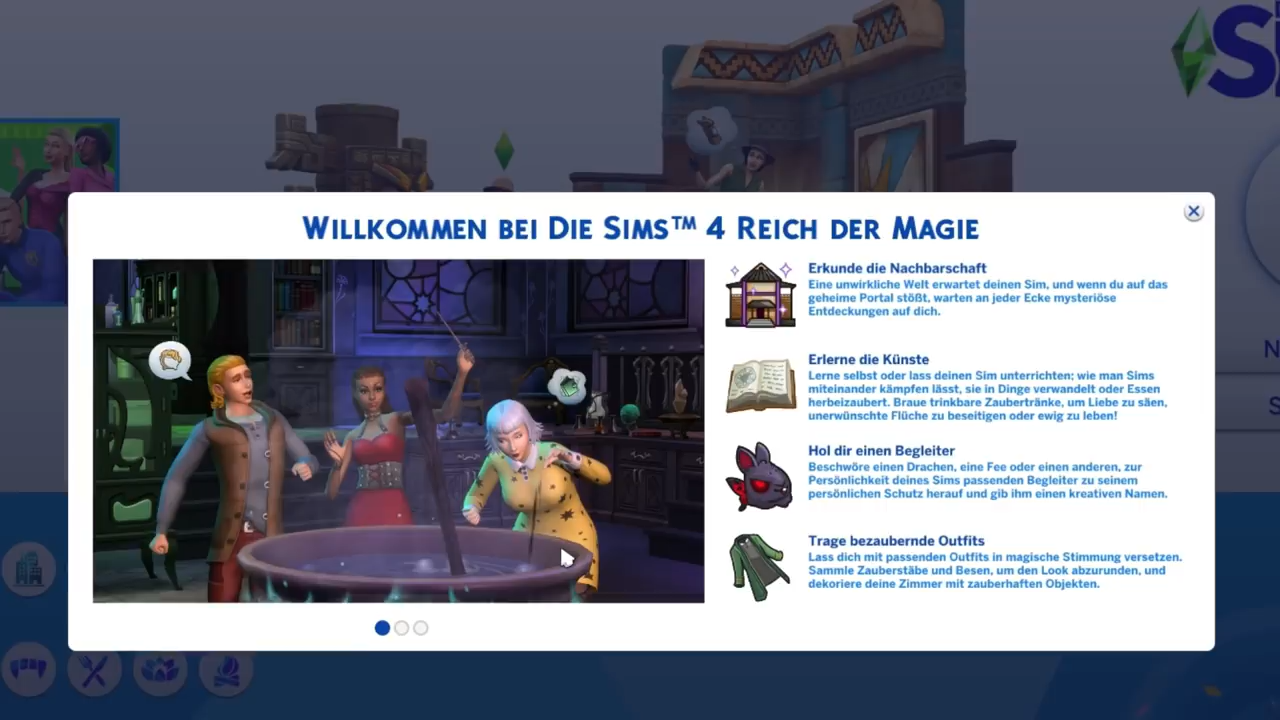 WILLKOMMEN BEI DIE SIMS™ 4 REICH DER MAGIE
Erkunde die Nachbarschaft
Eine unwirkliche Welt erwartet deinen Sim, und wenn du auf das
geheime Portal stößt, warten an jeder Ecke mysteriöse
Entdeckungen auf dich.
Erlerne die Künste
Lerne selbst oder lass deinen Sim unterrichten; wie man Sims
miteinander kämpfen lässt, sie in Dinge verwandelt oder Essen
herbeizaubert. Braue trinkbare Zaubertränke, um Liebe zu säen,
unerwünschte Flüche zu beseitigen oder ewig zu leben!
Hol dir einen Begleiter
Beschwöre einen Drachen, eine Fee oder einen anderen, zur
Persönlichkeit deines Sims passenden Begleiter zu seinem
persönlichen Schutz herauf und gib ihm einen kreativen Namen.
Trage bezaubernde Outfits
Lass dich mit passenden Outfits in magische Stimmung versetzen.
Sammle Zauberstäbe und Besen, um den Look abzurunden, und
dekoriere deine Zimmer mit zauberhaften Objekten.